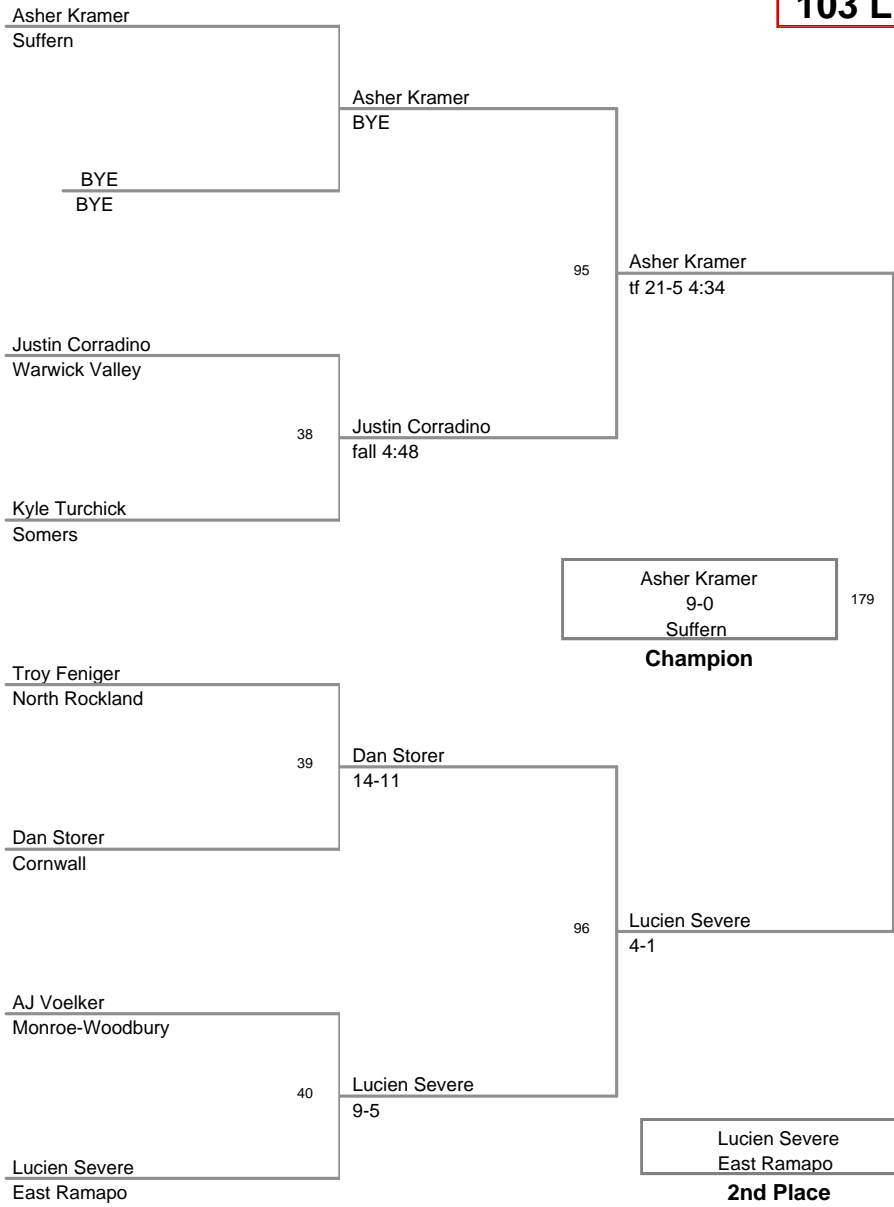 103 L
Asher Kramer
Suffern
Asher Kramer
BYE
BYE
BYE
95
Asher Kramer
tf 21-5 4:34
Justin Corradino
Warwick Valley
38
Justin Corradino
fall 4:48
Kyle Turchick
Somers
Asher Kramer
9-0
Suffern
179
Champion
Troy Feniger
North Rockland
39
Dan Storer
14-11
Dan Storer
Cornwall
96
Lucien Severe
4-1
AJ Voelker
Monroe-Woodbury
40
Lucien Severe
9-5
Lucien Severe
East Ramapo
Lucien Severe
East Ramapo
2nd Place